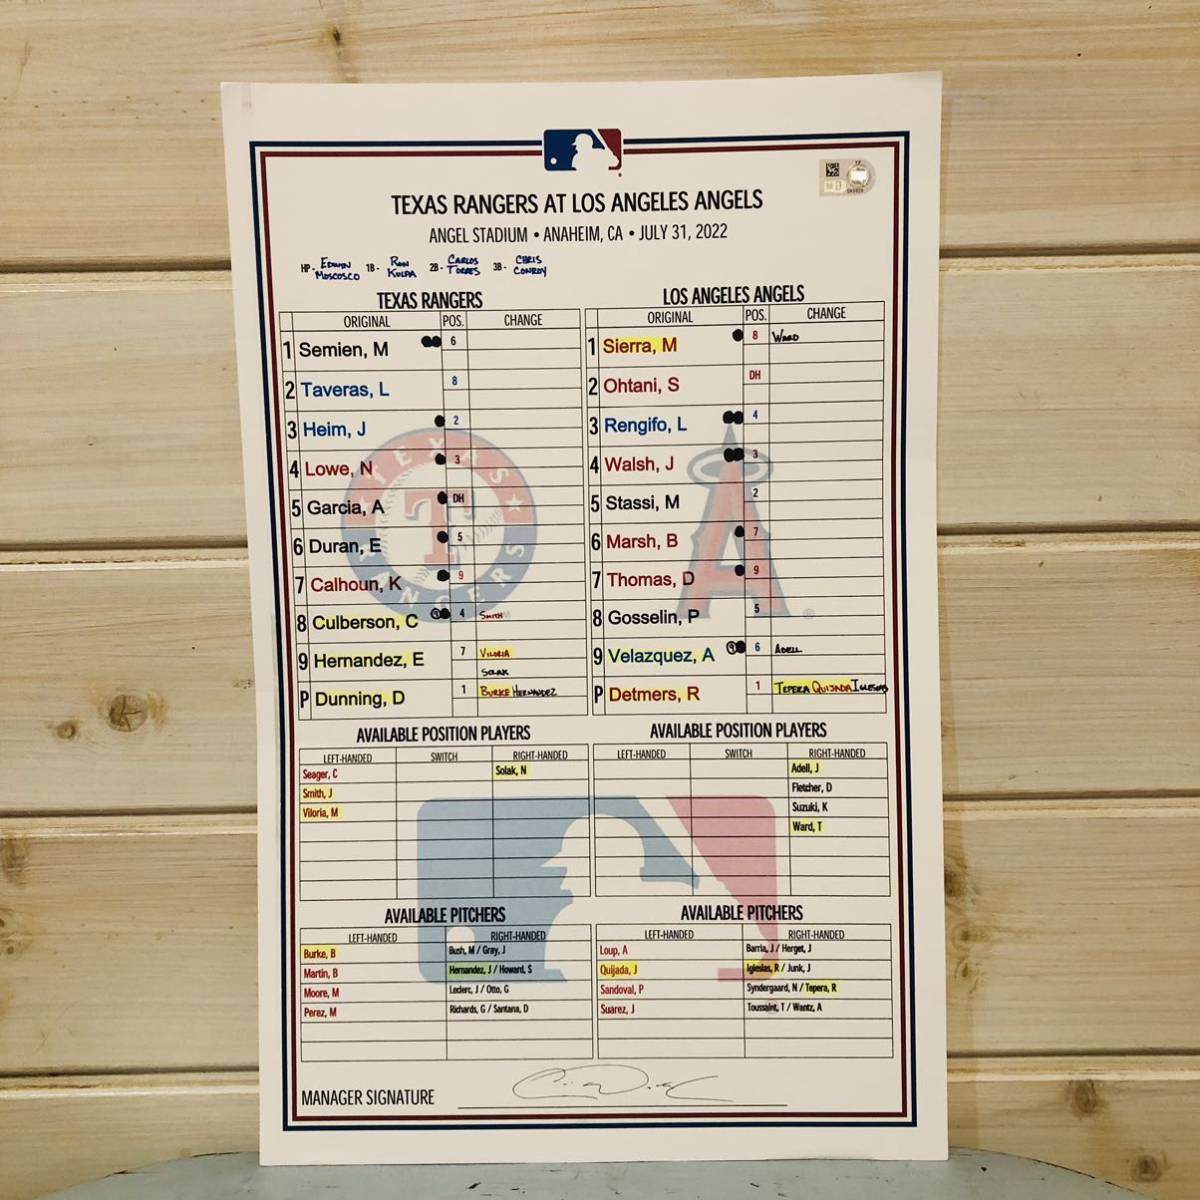 TEXAS RANGERS AT LOS ANGELES ANGELS
ANGEL STADIUM • ANAHEIM, CA • JULY 31, 2022
HP- EDWIN MOSCOSCO 1B- RON KULPA 2B- CARLOS TORRES 3B- CHRIS CONROY
TEXAS RANGERS
ORIGINAL POS. CHANGE
1 Semien, M 6
2 Taveras, L 8
3 Heim, J 2
4 Lowe, N 3
5 Garcia, A DH
6 Duran, E 5
7 Calhoun, K 9
8 Culberson, C 4 SMITH
9 Hernandez, E 7 VILORIA
SOLAK
P Dunning, D 1 BURKE HERNANDEZ
LOS ANGELES ANGELS
ORIGINAL POS. CHANGE
1 Sierra, M 8 WARD
2 Ohtani, S DH
3 Rengifo, L 4
4 Walsh, J 3
5 Stassi, M 2
6 Marsh, B 7
7 Thomas, D 9
8 Gosselin, P 5
9 Velazquez, A 6 ADELL
P Detmers, R 1 TEPERA QUIJADA IGLESIAS
TEXAS
RANGERS
T
A
AVAILABLE POSITION PLAYERS
LEFT-HANDED SWITCH RIGHT-HANDED
Seager, C Solak, N
Smith, J
Viloria, M
AVAILABLE POSITION PLAYERS
LEFT-HANDED SWITCH RIGHT-HANDED
Adell, J
Fletcher, D
Suzuki, K
Ward, T
AVAILABLE PITCHERS
LEFT-HANDED RIGHT-HANDED
Burke, B Bush, M / Gray, J
Martin, B Hernandez, J / Howard, S
Moore, M Leclerc, J / Otto, G
Perez, M Richards, G / Santana, D
AVAILABLE PITCHERS
LEFT-HANDED RIGHT-HANDED
Loup, A Barria, J / Herget, J
Quijada, J Iglesias, R / Junk, J
Sandoval, P Syndergaard, N / Tepera, R
Suarez, J Toussaint, T / Wantz, A
MANAGER SIGNATURE